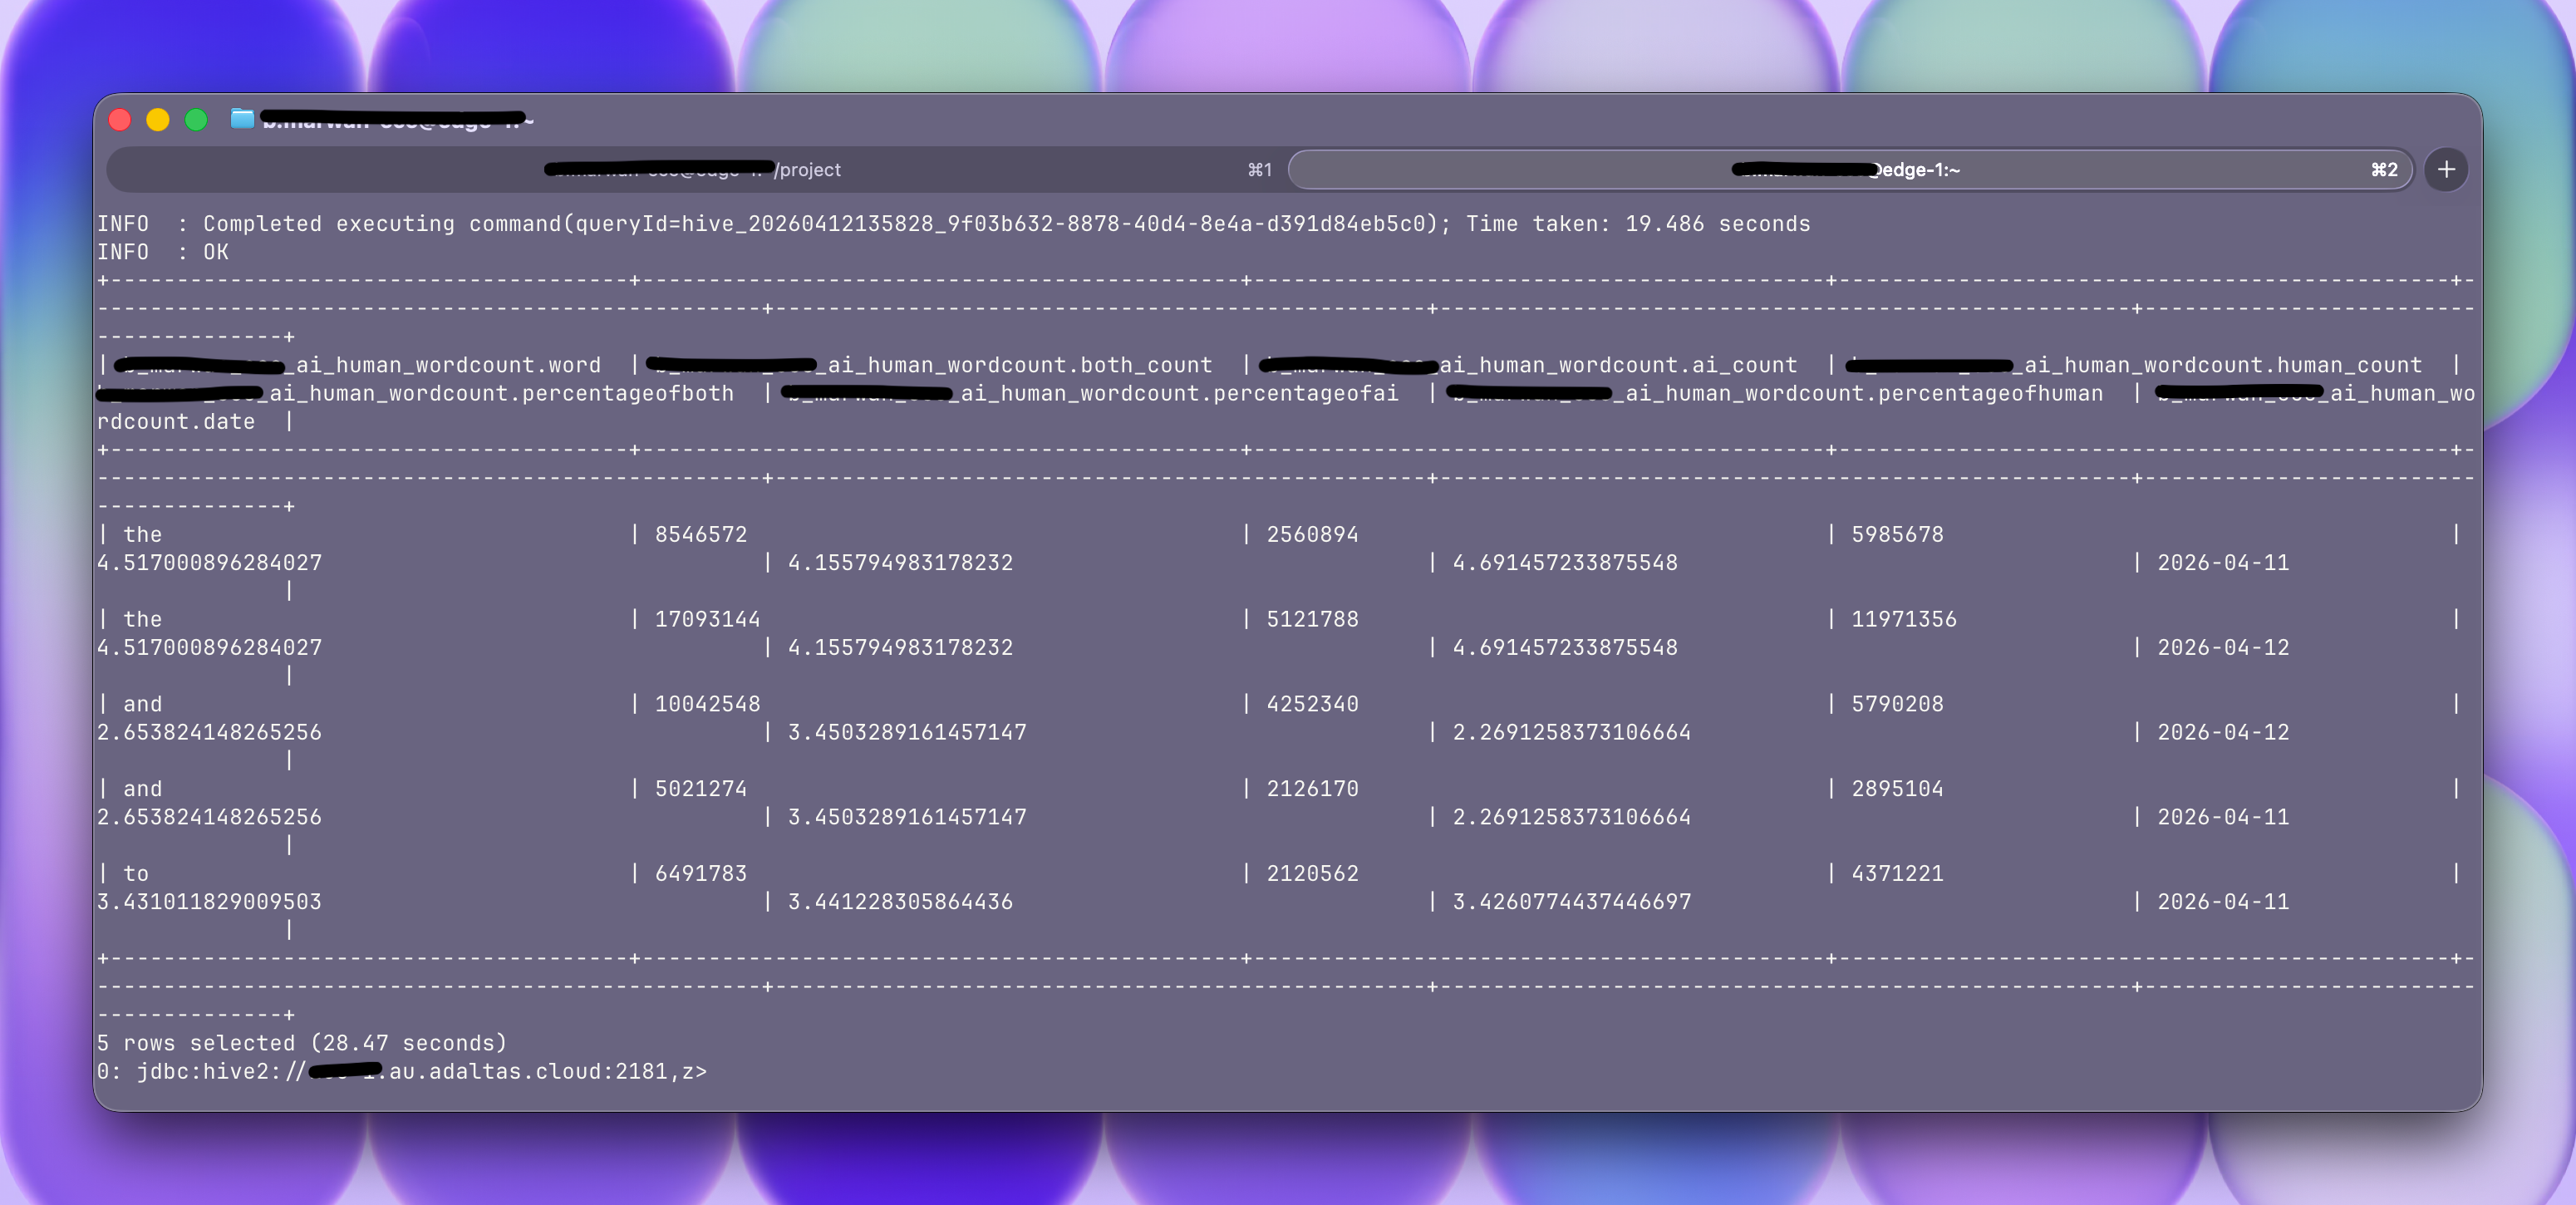 ~
/project ⌘1 edge-1:~ ⌘2 +
INFO  : Completed executing command(queryId=hive_20260412135828_9f03b632-8878-40d4-8e4a-d391d84eb5c0); Time taken: 19.486 seconds
INFO  : OK
| _ai_human_wordcount.word | _ai_human_wordcount.both_count | ai_human_wordcount.ai_count | _ai_human_wordcount.human_count |
_ai_human_wordcount.percentageofboth | _ai_human_wordcount.percentageofai | _ai_human_wordcount.percentageofhuman | _ai_human_wo
rdcount.date |
| the | 8546572 | 2560894 | 5985678 |
4.517000896284027 | 4.155794983178232 | 4.691457233875548 | 2026-04-11
|
| the | 17093144 | 5121788 | 11971356 |
4.517000896284027 | 4.155794983178232 | 4.691457233875548 | 2026-04-12
|
| and | 10042548 | 4252340 | 5790208 |
2.653824148265256 | 3.4503289161457147 | 2.2691258373106664 | 2026-04-12
|
| and | 5021274 | 2126170 | 2895104 |
2.653824148265256 | 3.4503289161457147 | 2.2691258373106664 | 2026-04-11
|
| to | 6491783 | 2120562 | 4371221 |
3.431011829009503 | 3.441228305864436 | 3.4260774437446697 | 2026-04-11
|
5 rows selected (28.47 seconds)
0: jdbc:hive2://.au.adaltas.cloud:2181,z>